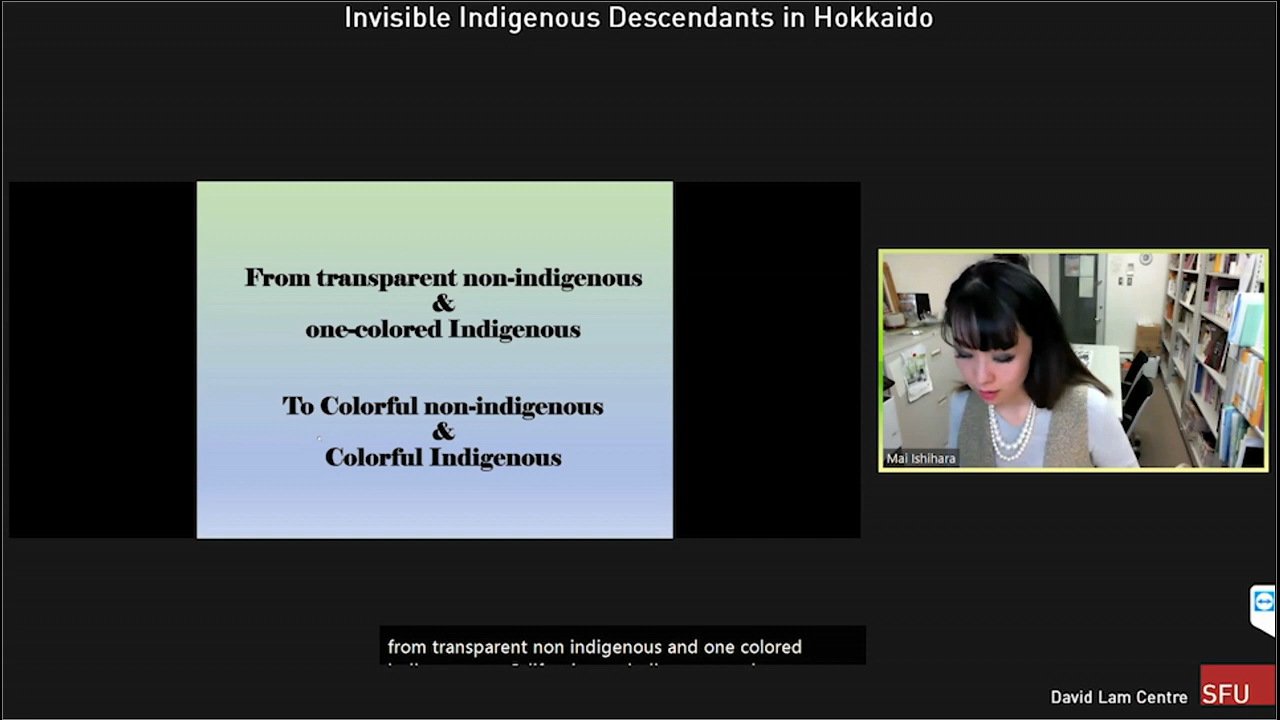 Invisible Indigenous Descendants in Hokkaido
From transparent non-indigenous
&
one-colored Indigenous
To Colorful non-indigenous
&
Colorful Indigenous
Mai Ishihara
from transparent non indigenous and one colored
David Lam Centre
SFU